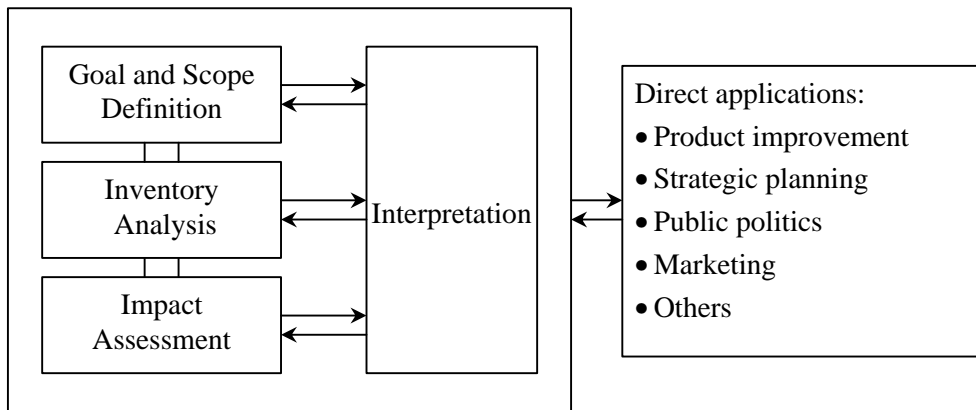 Goal and Scope
Definition
Inventory
Analysis
Impact
Assessment
Interpretation
Direct applications:
• Product improvement
• Strategic planning
• Public politics
• Marketing
• Others